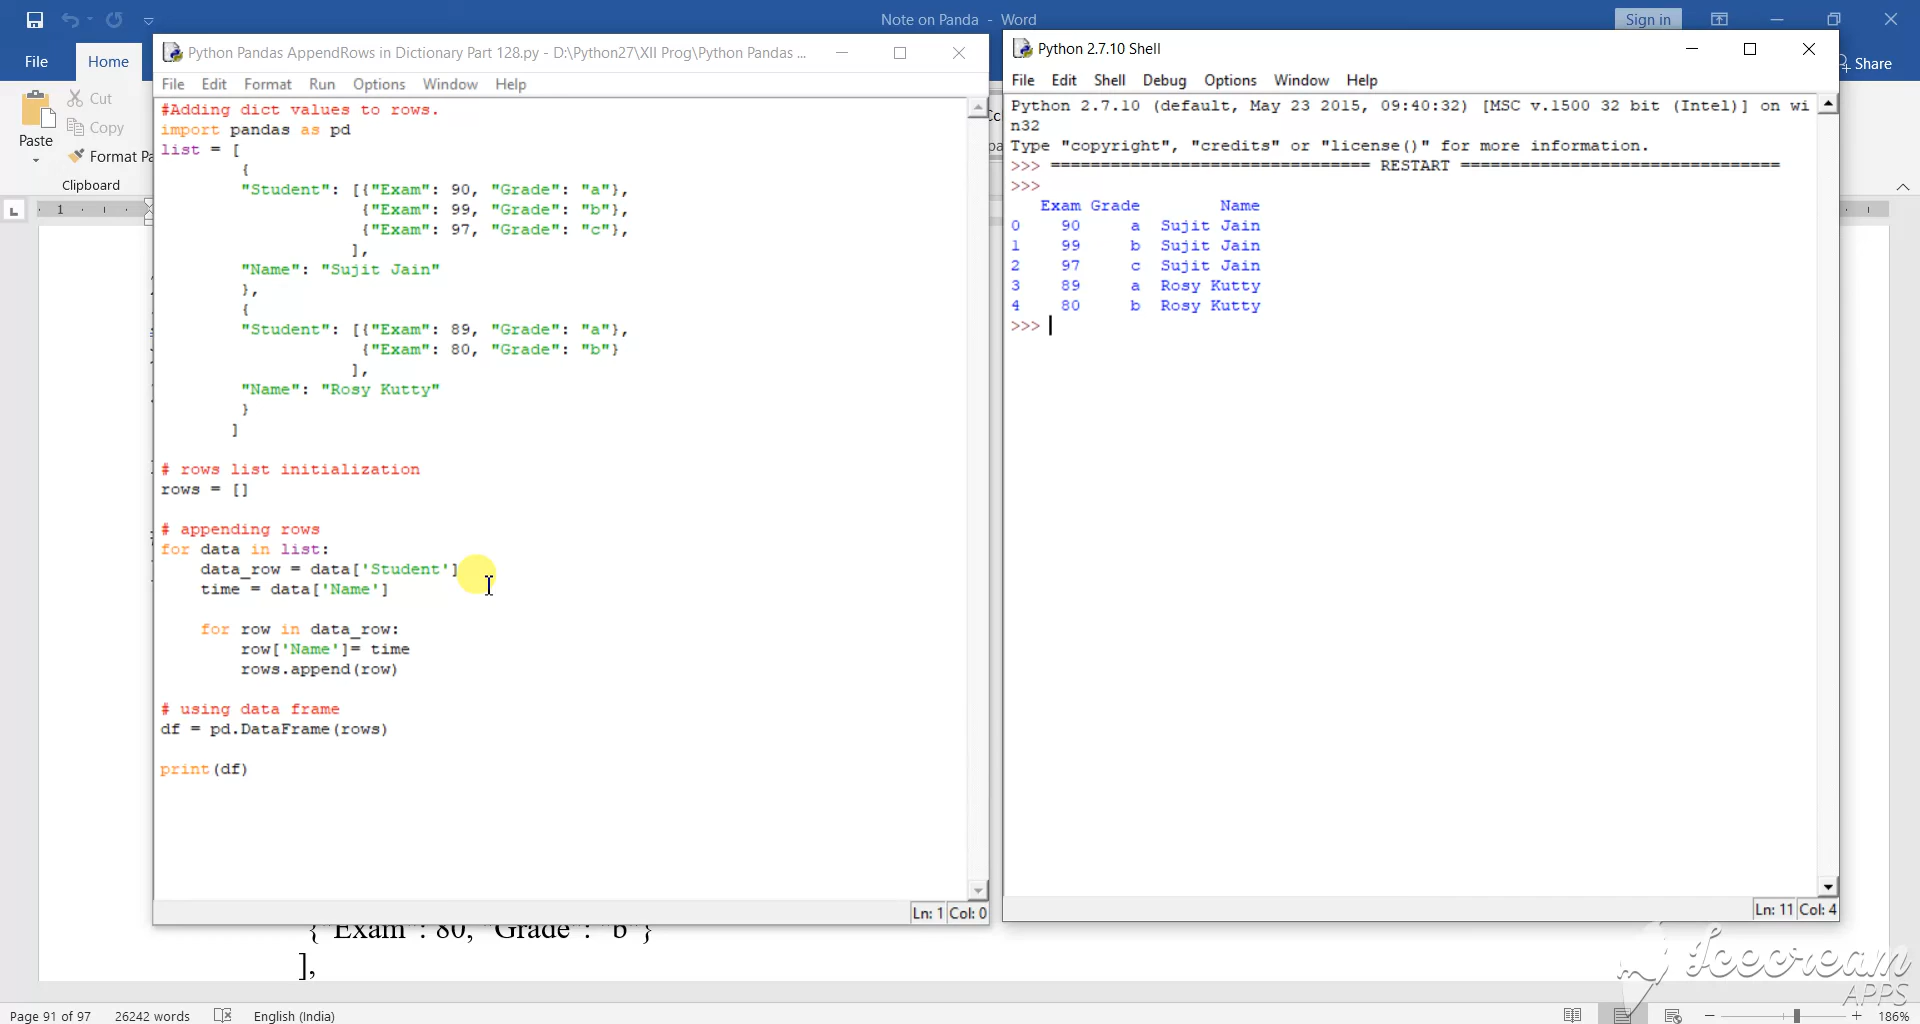 Note on Panda - Word
Sign in
File
Home
Share
Cut
Copy
Paste
Format Pa
Clipboard
1
Python Pandas AppendRows in Dictionary Part 128.py - D:\Python27\XII Prog\Python Pandas ...
File Edit Format Run Options Window Help
#Adding dict values to rows.
import pandas as pd
list = [
{
"Student": [{"Exam": 90, "Grade": "a"},
{"Exam": 99, "Grade": "b"},
{"Exam": 97, "Grade": "c"},
],
"Name": "Sujit Jain"
},
{
"Student": [{"Exam": 89, "Grade": "a"},
{"Exam": 80, "Grade": "b"}
],
"Name": "Rosy Kutty"
}
]
# rows list initialization
rows = []
# appending rows
for data in list:
data_row = data['Student']
time = data['Name']
for row in data_row:
row['Name']= time
rows.append(row)
# using data frame
df = pd.DataFrame(rows)
print(df)
Ln: 1 Col: 0
Python 2.7.10 Shell
File Edit Shell Debug Options Window Help
Python 2.7.10 (default, May 23 2015, 09:40:32) [MSC v.1500 32 bit (Intel)] on wi
n32
Type "copyright", "credits" or "license()" for more information.
>>> ================================ RESTART ================================
>>>
Exam Grade Name
0 90 a Sujit Jain
1 99 b Sujit Jain
2 97 c Sujit Jain
3 89 a Rosy Kutty
4 80 b Rosy Kutty
>>>
Ln: 11 Col: 4
{"Exam": 80, "Grade": "b"}
],
Icecream
APPS
Page 91 of 97 26242 words English (India)
186%